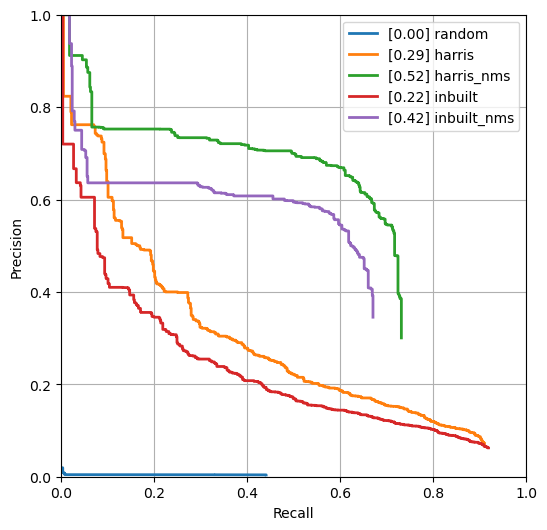 [0.00] random
[0.29] harris
[0.52] harris_nms
[0.22] inbuilt
[0.42] inbuilt_nms
1.0
0.8
0.6
0.4
0.2
0.0
Precision
0.0 0.2 0.4 0.6 0.8 1.0
Recall